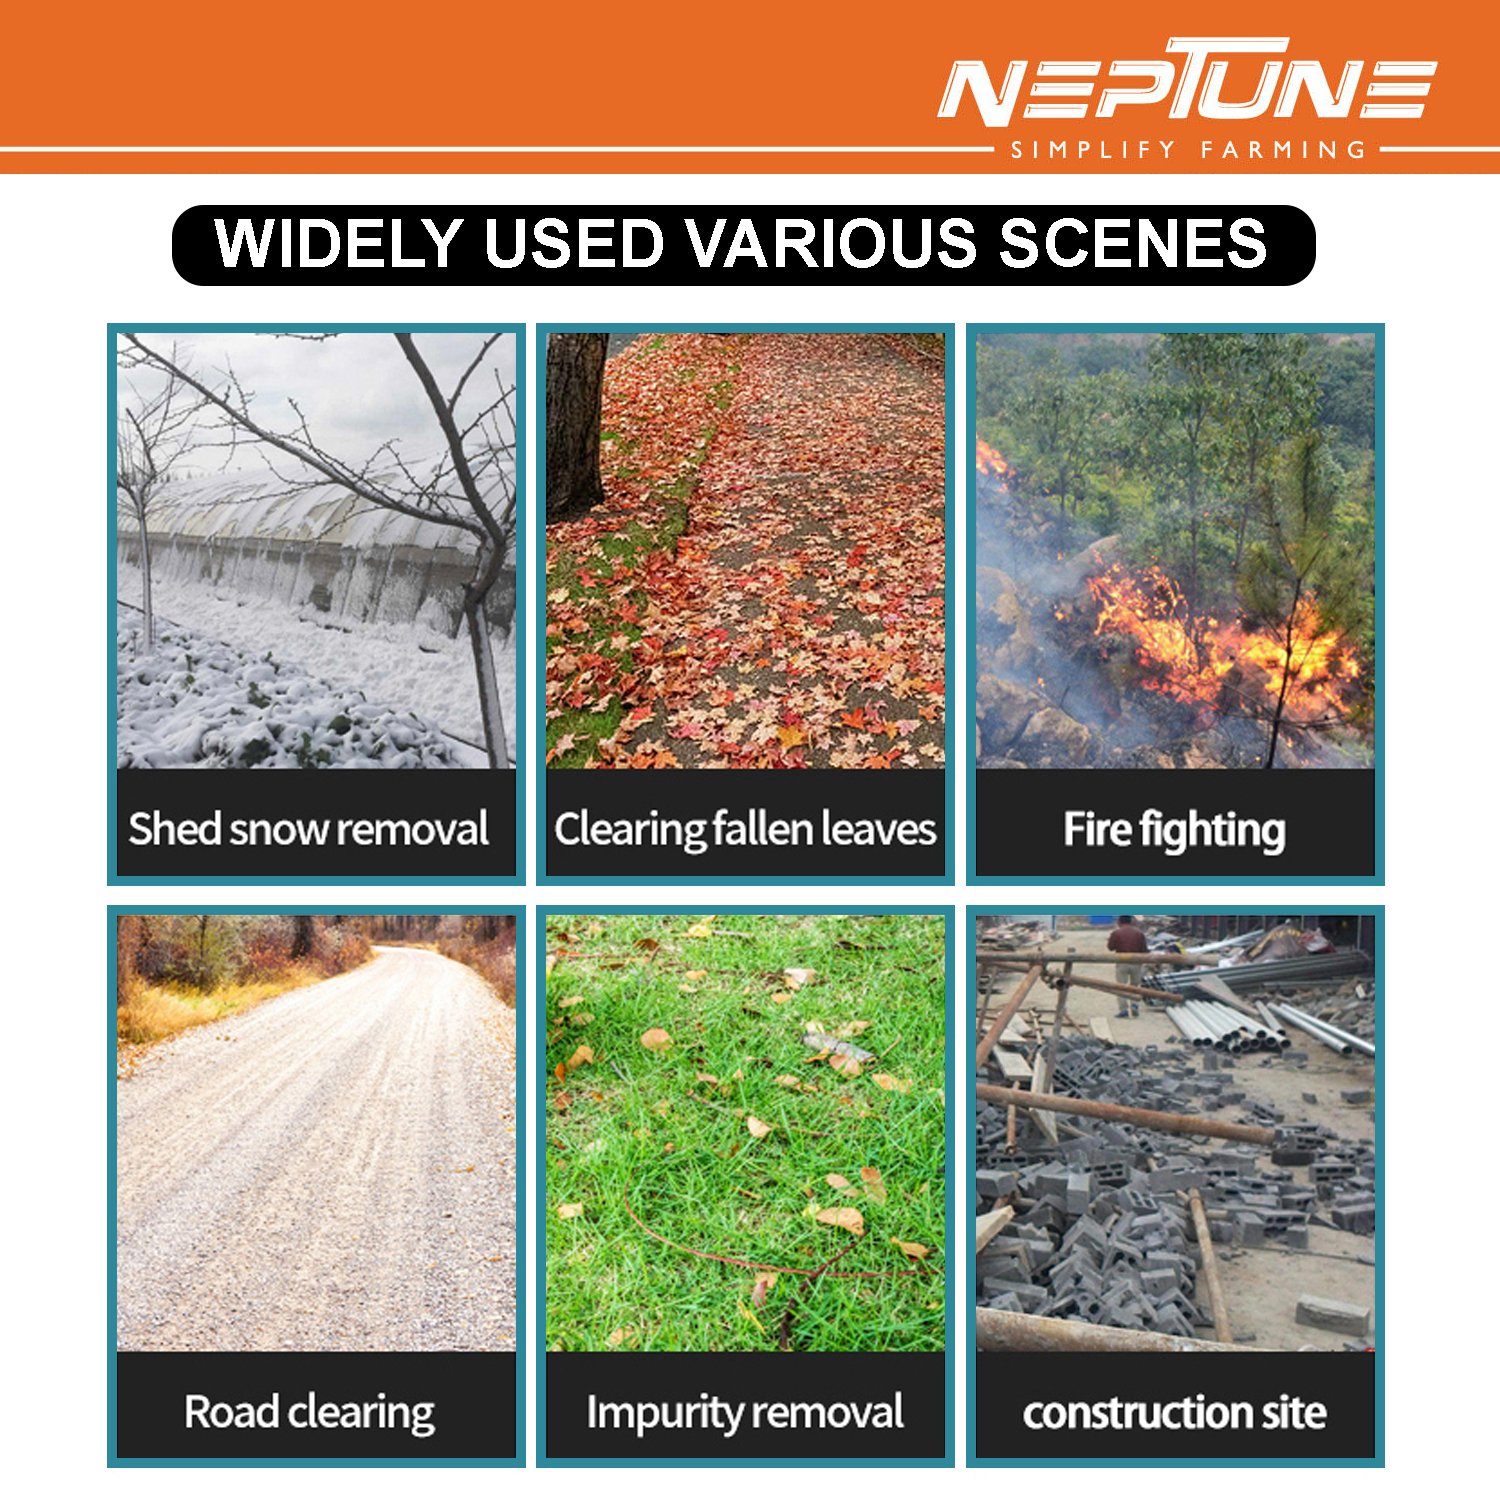 NEPTUNE
SIMPLIFY FARMING
WIDELY USED VARIOUS SCENES
Shed snow removal
Clearing fallen leaves
Fire fighting
Road clearing
Impurity removal
construction site